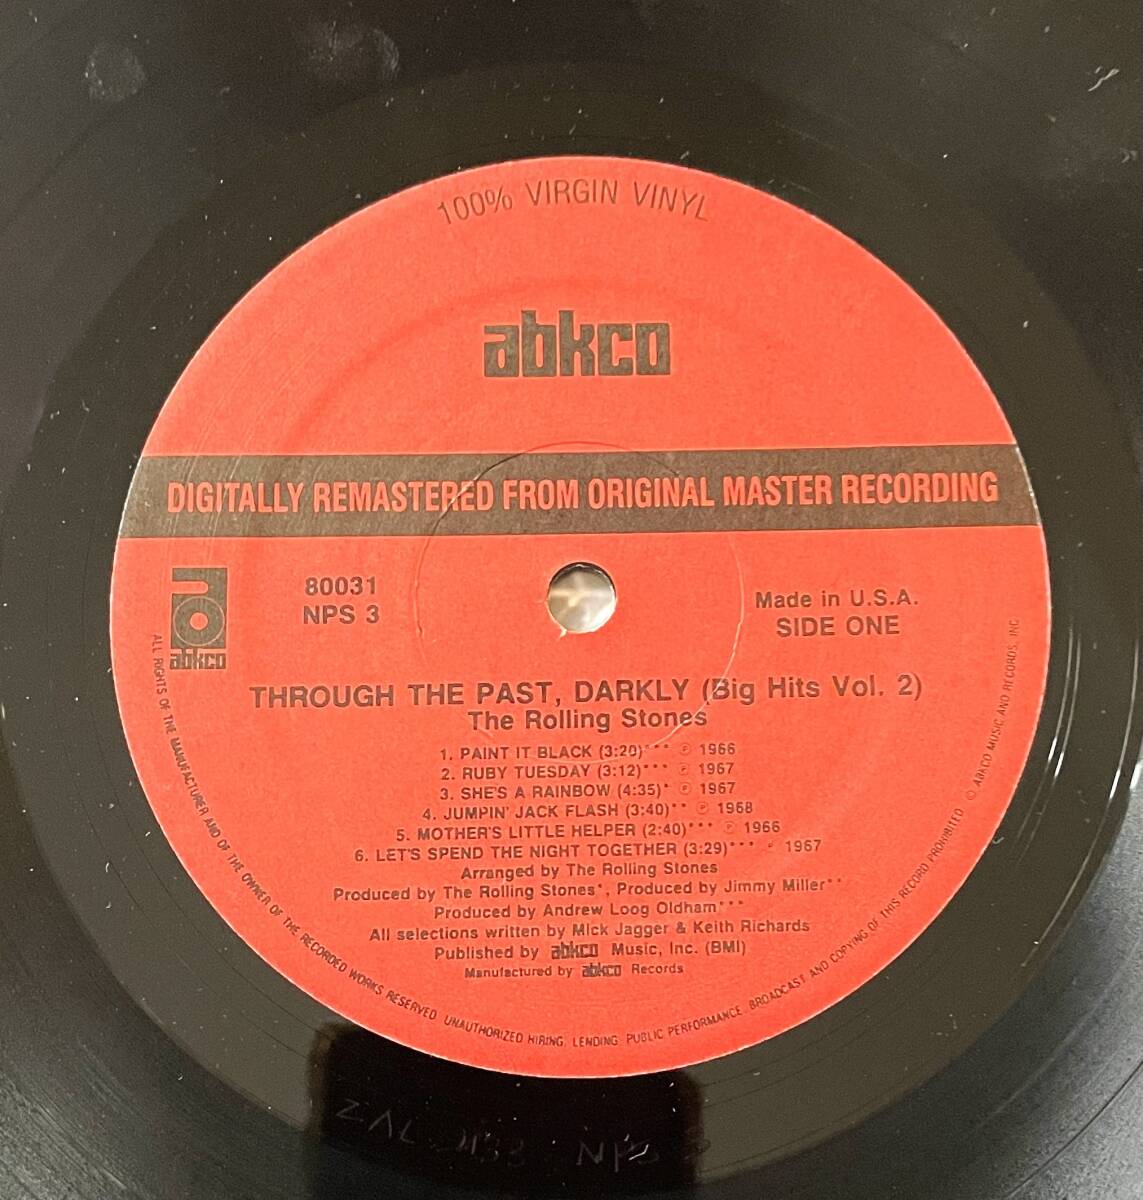 100% VIRGIN VINYL
abkco
DIGITALLY REMASTERED FROM ORIGINAL MASTER RECORDING
80031
NPS 3
abkco
Made in U.S.A.
SIDE ONE
THROUGH THE PAST, DARKLY (Big Hits Vol. 2)
The Rolling Stones
1. PAINT IT BLACK (3:20)*** ℗ 1966
2. RUBY TUESDAY (3:12)*** ℗ 1967
3. SHE'S A RAINBOW (4:35)* ℗ 1967
4. JUMPIN' JACK FLASH (3:40)** ℗ 1968
5. MOTHER'S LITTLE HELPER (2:40)*** ℗ 1966
6. LET'S SPEND THE NIGHT TOGETHER (3:29)*** ℗ 1967
Arranged by The Rolling Stones
Produced by The Rolling Stones*, Produced by Jimmy Miller**
Produced by Andrew Loog Oldham***
All selections written by Mick Jagger & Keith Richards
Published by abkco Music, Inc. (BMI)
Manufactured by abkco Records
ALL RIGHTS OF THE MANUFACTURER AND OF THE OWNER OF THE RECORDED WORKS RESERVED. UNAUTHORIZED HIRING, LENDING, PUBLIC PERFORMANCE, BROADCAST AND COPYING OF THIS RECORD PROHIBITED © ABKCO MUSIC AND RECORDS, INC
NPS